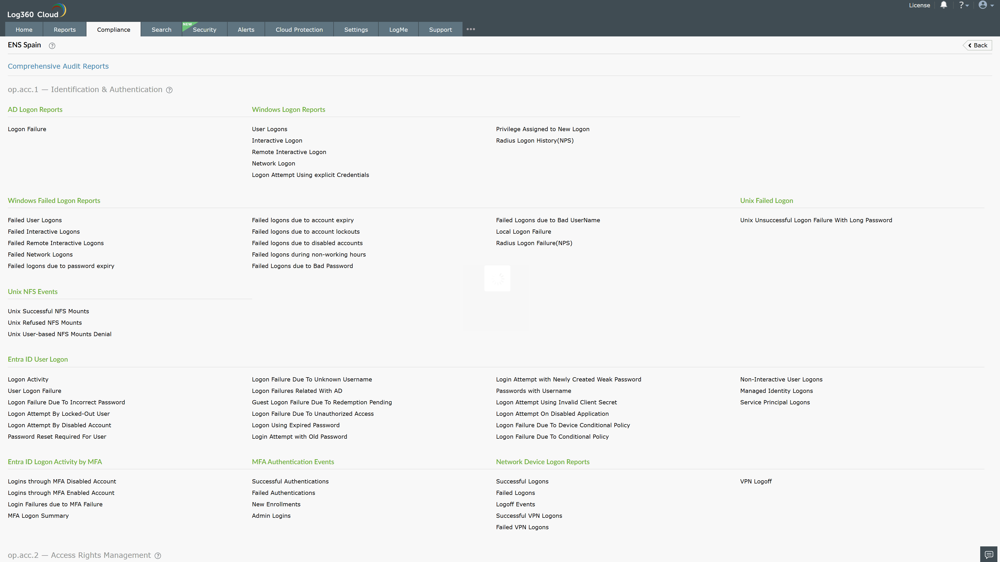 License
?
Log360 Cloud
Home
Reports
Compliance
Search
NEW
Security
Alerts
Cloud Protection
Settings
LogMe
Support
ENS Spain ?
Back
Comprehensive Audit Reports
op.acc.1 — Identification & Authentication ?
AD Logon Reports
Logon Failure
Windows Logon Reports
User Logons
Interactive Logon
Remote Interactive Logon
Network Logon
Logon Attempt Using explicit Credentials
Privilege Assigned to New Logon
Radius Logon History(NPS)
Windows Failed Logon Reports
Failed User Logons
Failed Interactive Logons
Failed Remote Interactive Logons
Failed Network Logons
Failed logons due to password expiry
Failed logons due to account expiry
Failed logons due to account lockouts
Failed logons due to disabled accounts
Failed logons during non-working hours
Failed Logons due to Bad Password
Failed Logons due to Bad UserName
Local Logon Failure
Radius Logon Failure(NPS)
Unix Failed Logon
Unix Unsuccessful Logon Failure With Long Password
Unix NFS Events
Unix Successful NFS Mounts
Unix Refused NFS Mounts
Unix User-based NFS Mounts Denial
Entra ID User Logon
Logon Activity
User Logon Failure
Logon Failure Due To Incorrect Password
Logon Attempt By Locked-Out User
Logon Attempt By Disabled Account
Password Reset Required For User
Logon Failure Due To Unknown Username
Logon Failures Related With AD
Guest Logon Failure Due To Redemption Pending
Logon Failure Due To Unauthorized Access
Logon Using Expired Password
Login Attempt with Old Password
Login Attempt with Newly Created Weak Password
Passwords with Username
Logon Attempt Using Invalid Client Secret
Logon Attempt On Disabled Application
Logon Failure Due To Device Conditional Policy
Logon Failure Due To Conditional Policy
Non-Interactive User Logons
Managed Identity Logons
Service Principal Logons
Entra ID Logon Activity by MFA
Logins through MFA Disabled Account
Logins through MFA Enabled Account
Login Failures due to MFA Failure
MFA Logon Summary
MFA Authentication Events
Successful Authentications
Failed Authentications
New Enrollments
Admin Logins
Network Device Logon Reports
Successful Logons
Failed Logons
Logoff Events
Successful VPN Logons
Failed VPN Logons
VPN Logoff
op.acc.2 — Access Rights Management ?